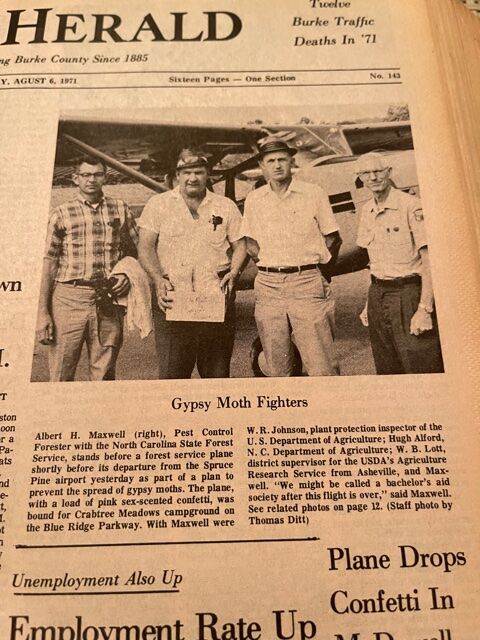 HERALD
Twelve
Burke Traffic
Deaths In '71
ng Burke County Since 1885
Y, AGUST 6, 1971
Sixteen Pages — One Section
No. 143
Gypsy Moth Fighters
Albert H. Maxwell (right), Pest Control
Forester with the North Carolina State Forest
Service, stands before a forest service plane
shortly before its departure from the Spruce
Pine airport yesterday as part of a plan to
prevent the spread of gypsy moths. The plane,
with a load of pink sex-scented confetti, was
bound for Crabtree Meadows campground on
the Blue Ridge Parkway. With Maxwell were
W. R. Johnson, plant protection inspector of the
U. S. Department of Agriculture; Hugh Alford,
N. C. Department of Agriculture; W. B. Lott,
district supervisor for the USDA's Agriculture
Research Service from Asheville, and Max-
well. "We might be called a bachelor's aid
society after this flight is over," said Maxwell.
See related photos on page 12. (Staff photo by
Thomas Ditt)
Unemployment Also Up
Employment Rate Up
Plane Drops
Confetti In